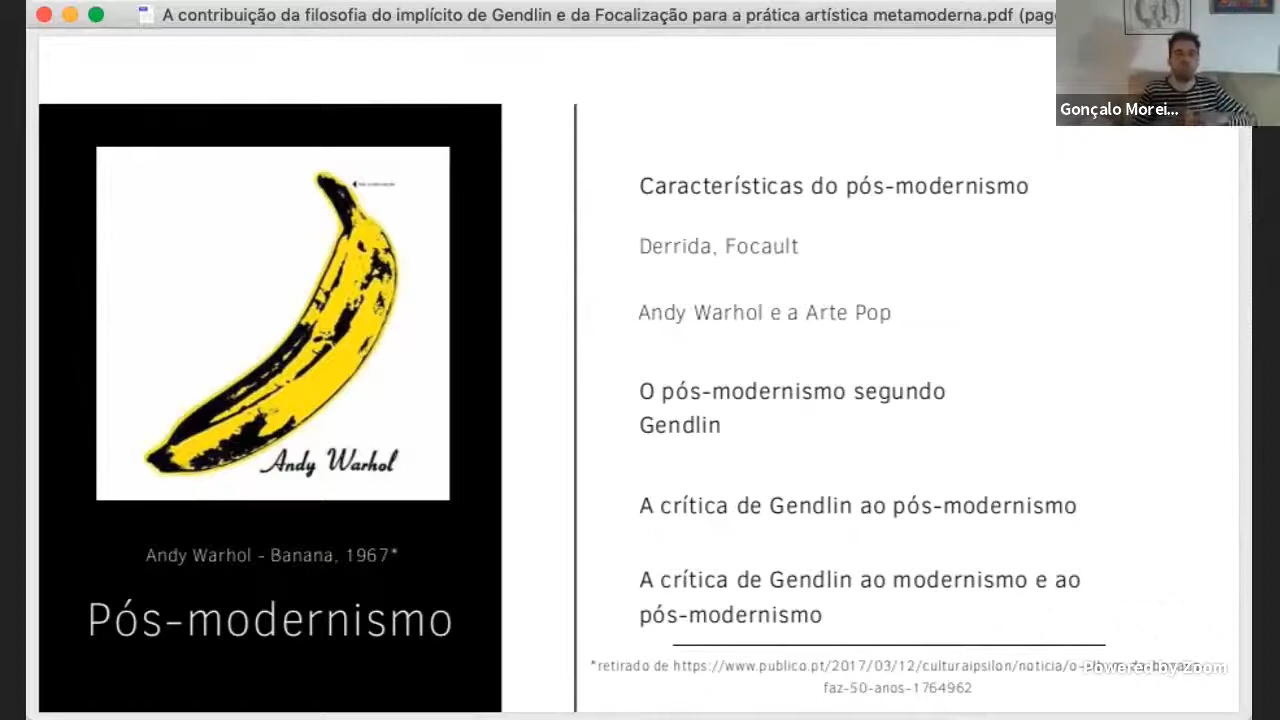 A contribuição da filosofia do implícito de Gendlin e da Focalização para a prática artística metamoderna.pdf (pag
Gonçalo Morei...
Andy Warhol
Andy Warhol - Banana, 1967*
Pós-modernismo
Características do pós-modernismo
Derrida, Focault
Andy Warhol e a Arte Pop
O pós-modernismo segundo
Gendlin
A crítica de Gendlin ao pós-modernismo
A crítica de Gendlin ao modernismo e ao
pós-modernismo
*retirado de https://www.publico.pt/2017/03/12/culturaipsilon/noticia/o-
faz-50-anos-1764962
Powered by Zoom